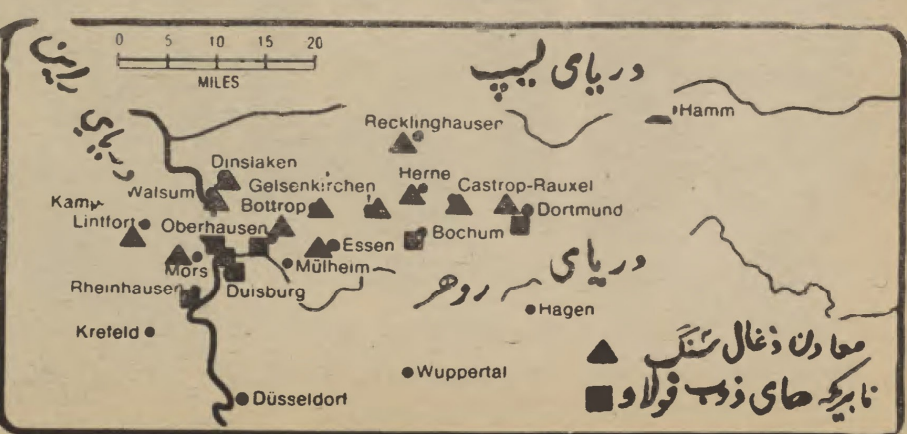 0 5 10 15 20
MILES
دریای لیپ
دریای
راین
Hamm
Recklinghausen
Dinslaken
Walsum
Gelsenkirchen
Herne
Castrop-Rauxel
Kamp
Lintfort
Bottrop
Dortmund
Oberhausen
Essen
Bochum
Mörs
Mülheim
دریای
روهر
Rheinhausen
Duisburg
Hagen
Krefeld
معادن ذغال سنگ
Wuppertal
فابریکه های ذوب فولاد
Düsseldorf